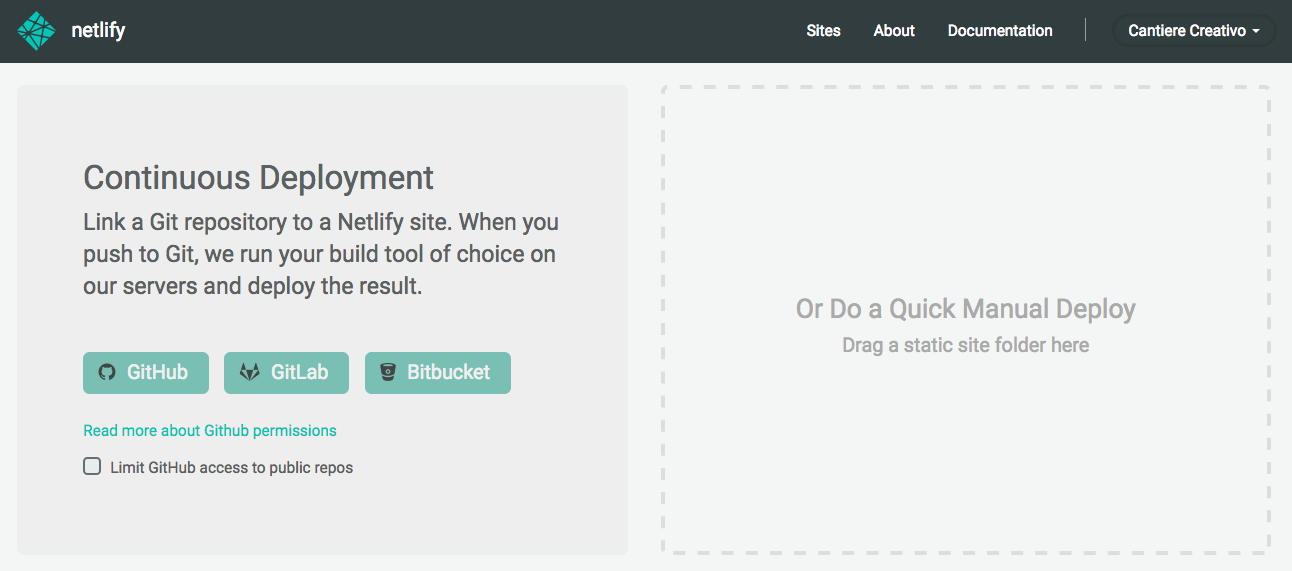 netlify
Sites
About
Documentation
Cantiere Creativo
Continuous Deployment
Link a Git repository to a Netlify site. When you
push to Git, we run your build tool of choice on
our servers and deploy the result.
GitHub
GitLab
Bitbucket
Read more about Github permissions
Limit GitHub access to public repos
Or Do a Quick Manual Deploy
Drag a static site folder here